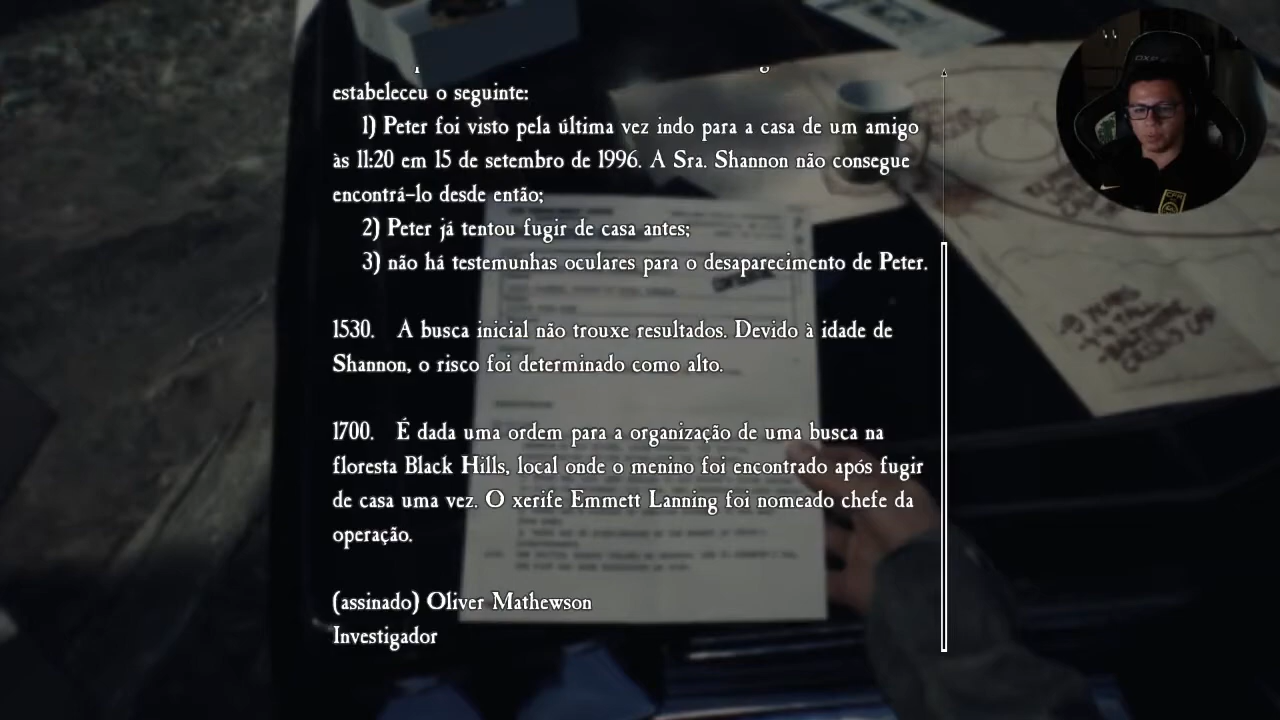 estabeleceu o seguinte:
1) Peter foi visto pela última vez indo para a casa de um amigo
às 11:20 em 15 de setembro de 1996. A Sra. Shannon não consegue
encontrá-lo desde então;
2) Peter já tentou fugir de casa antes;
3) não há testemunhas oculares para o desaparecimento de Peter.
1530. A busca inicial não trouxe resultados. Devido à idade de
Shannon, o risco foi determinado como alto.
1700. É dada uma ordem para a organização de uma busca na
floresta Black Hills, local onde o menino foi encontrado após fugir
de casa uma vez. O xerife Emmett Lanning foi nomeado chefe da
operação.
(assinado) Oliver Mathewson
Investigador